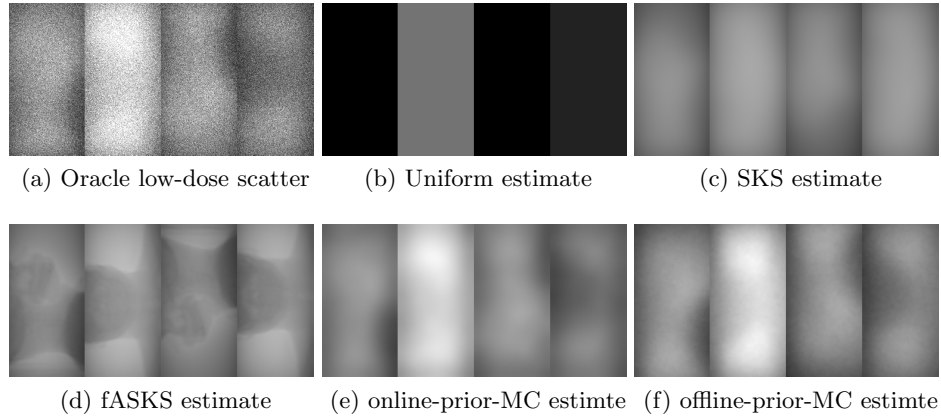 (a) Oracle low-dose scatter
(b) Uniform estimate
(c) SKS estimate
(d) fASKS estimate
(e) online-prior-MC estimte
(f) offline-prior-MC estimte